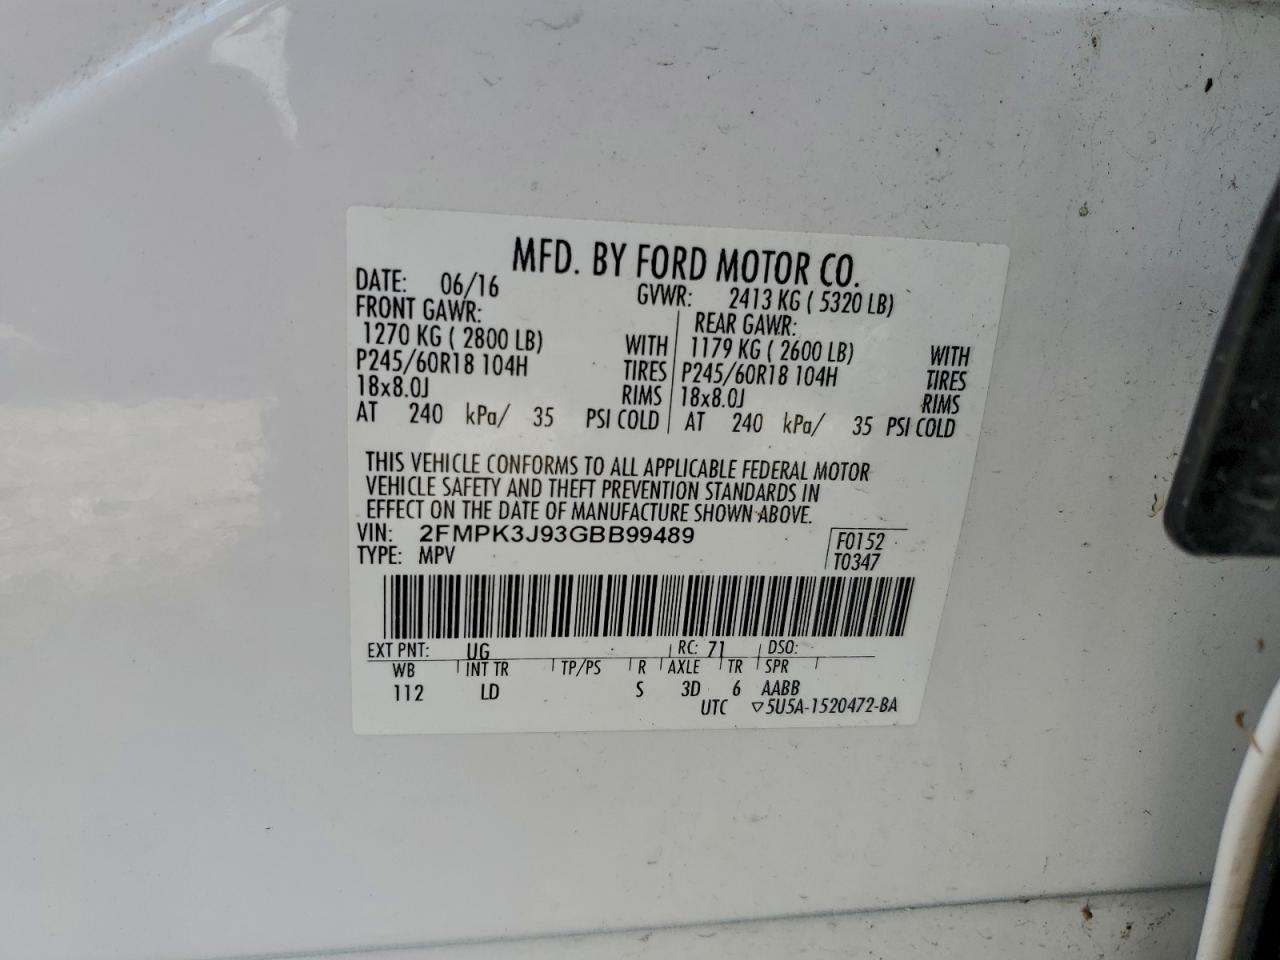 MFD. BY FORD MOTOR CO.
DATE: 06/16 GVWR: 2413 KG ( 5320 LB)
FRONT GAWR: REAR GAWR:
1270 KG ( 2800 LB) WITH 1179 KG ( 2600 LB) WITH
P245/60R18 104H TIRES P245/60R18 104H TIRES
18x8.0J RIMS 18x8.0J RIMS
AT 240 kPa/ 35 PSI COLD AT 240 kPa/ 35 PSI COLD
THIS VEHICLE CONFORMS TO ALL APPLICABLE FEDERAL MOTOR
VEHICLE SAFETY AND THEFT PREVENTION STANDARDS IN
EFFECT ON THE DATE OF MANUFACTURE SHOWN ABOVE.
VIN: 2FMPK3J93GBB99489 F0152
TYPE: MPV T0347
EXT PNT: UG RC: 71 DSO:
WB INT TR TP/PS R AXLE TR SPR
112 LD S 3D 6 AABB
UTC ▽5U5A-1520472-BA